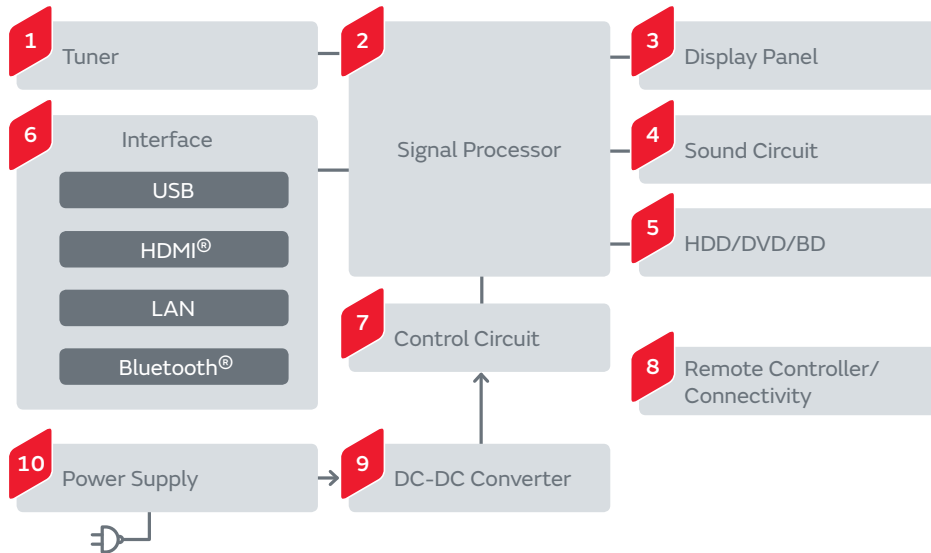 1
Tuner
2
Signal Processor
3
Display Panel
4
Sound Circuit
5
HDD/DVD/BD
6
Interface
USB
HDMI®
LAN
Bluetooth®
7
Control Circuit
8
Remote Controller/
Connectivity
9
DC-DC Converter
10
Power Supply